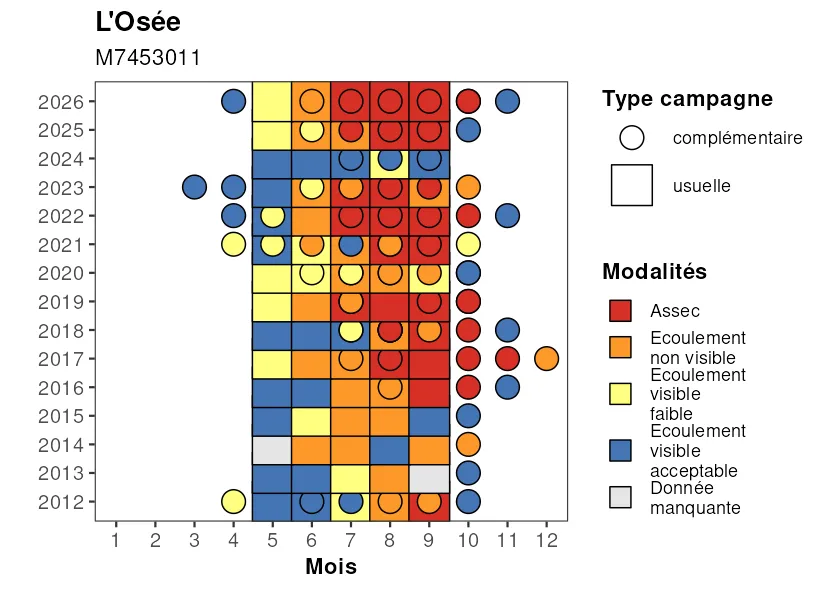 L'Osée
M7453011
2026
2025
2024
2023
2022
2021
2020
2019
2018
2017
2016
2015
2014
2013
2012
1 2 3 4 5 6 7 8 9 10 11 12
Mois
Type campagne
complémentaire
usuelle
Modalités
Assec
Ecoulement
non visible
Ecoulement
visible
faible
Ecoulement
visible
acceptable
Donnée
manquante